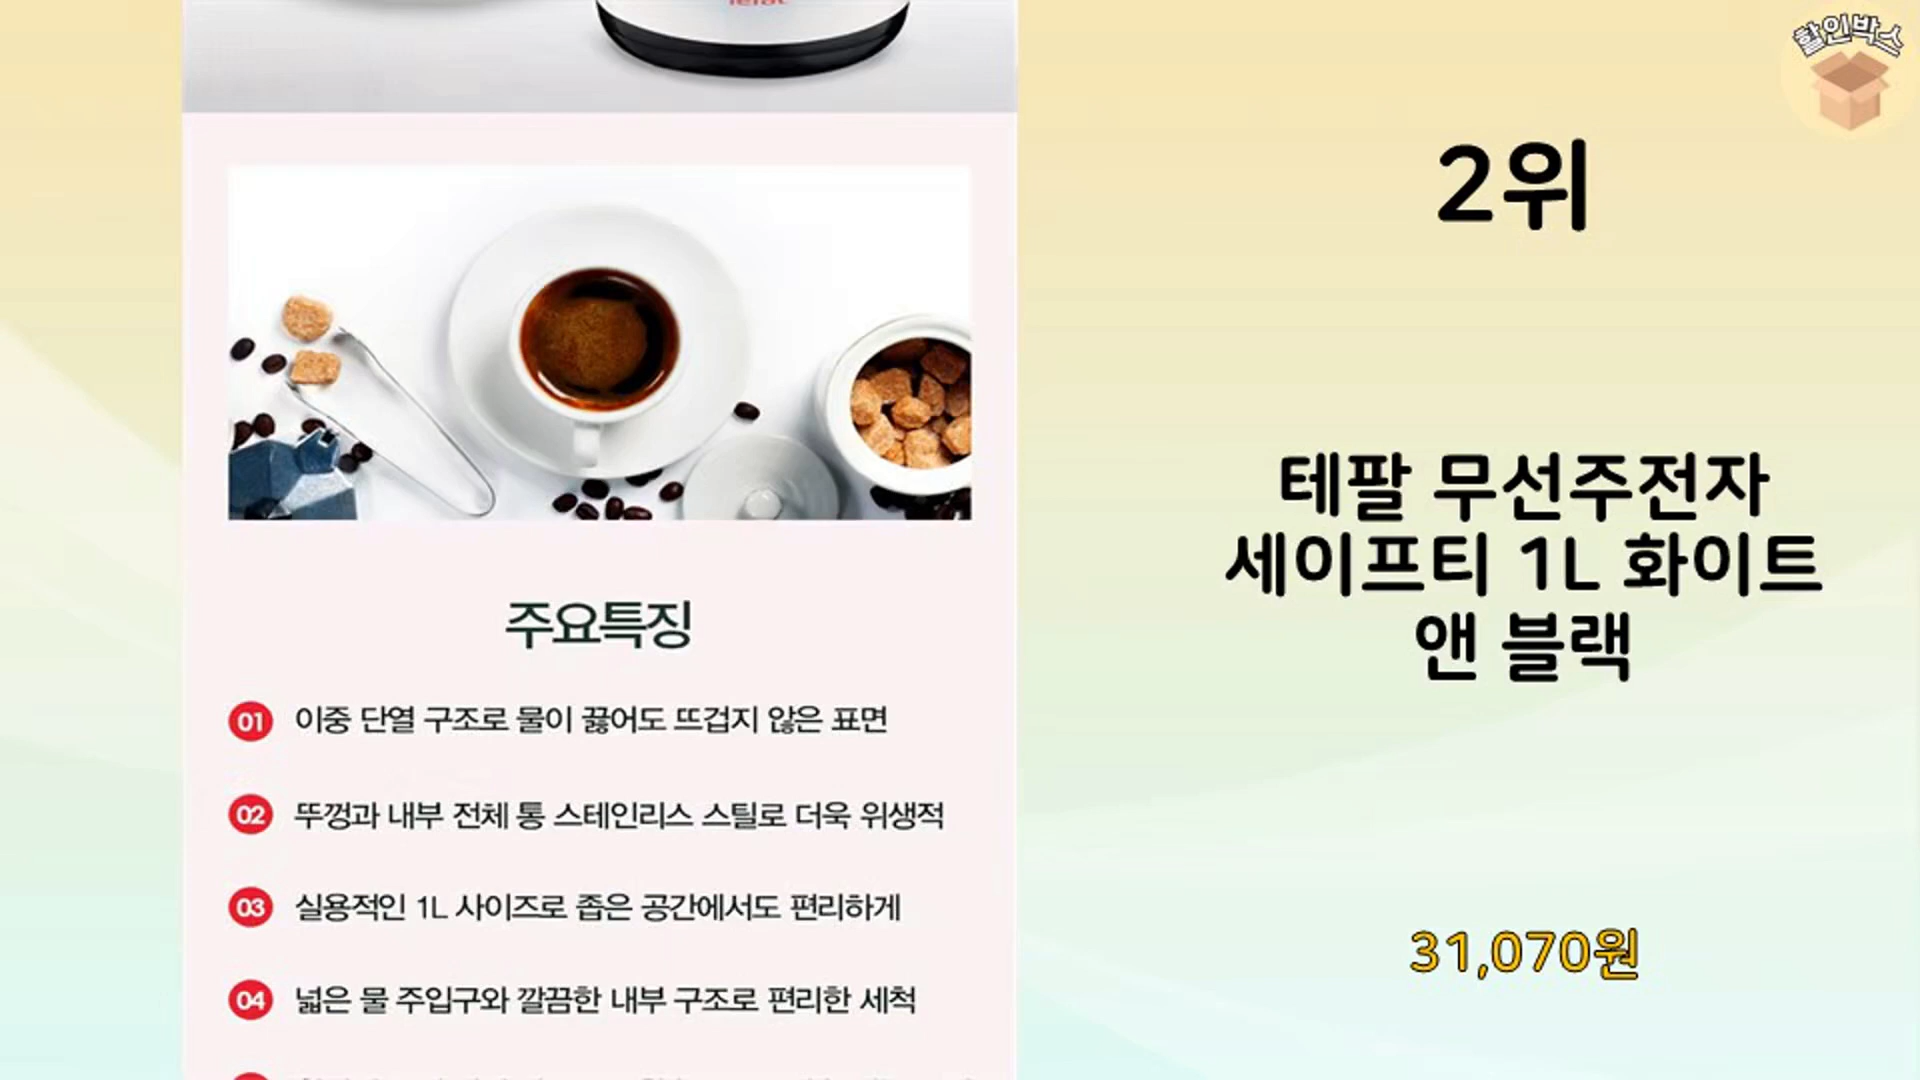 Tefal
할인박스
2위
테팔 무선주전자
세이프티 1L 화이트
앤 블랙
31,070원
주요특징
01 이중 단열 구조로 물이 끓어도 뜨겁지 않은 표면
02 뚜껑과 내부 전체 통 스테인리스 스틸로 더욱 위생적
03 실용적인 1L 사이즈로 좁은 공간에서도 편리하게
04 넓은 물 주입구와 깔끔한 내부 구조로 편리한 세척